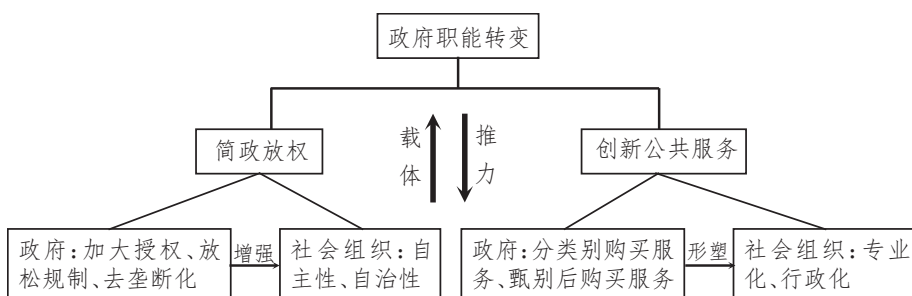 政府职能转变
简政放权
载体
推力
创新公共服务
政府:加大授权、放
松规制、去垄断化
增强
社会组织:自
主性、自治性
政府:分类别购买服
务、甄别后购买服务
形塑
社会组织:专业
化、行政化